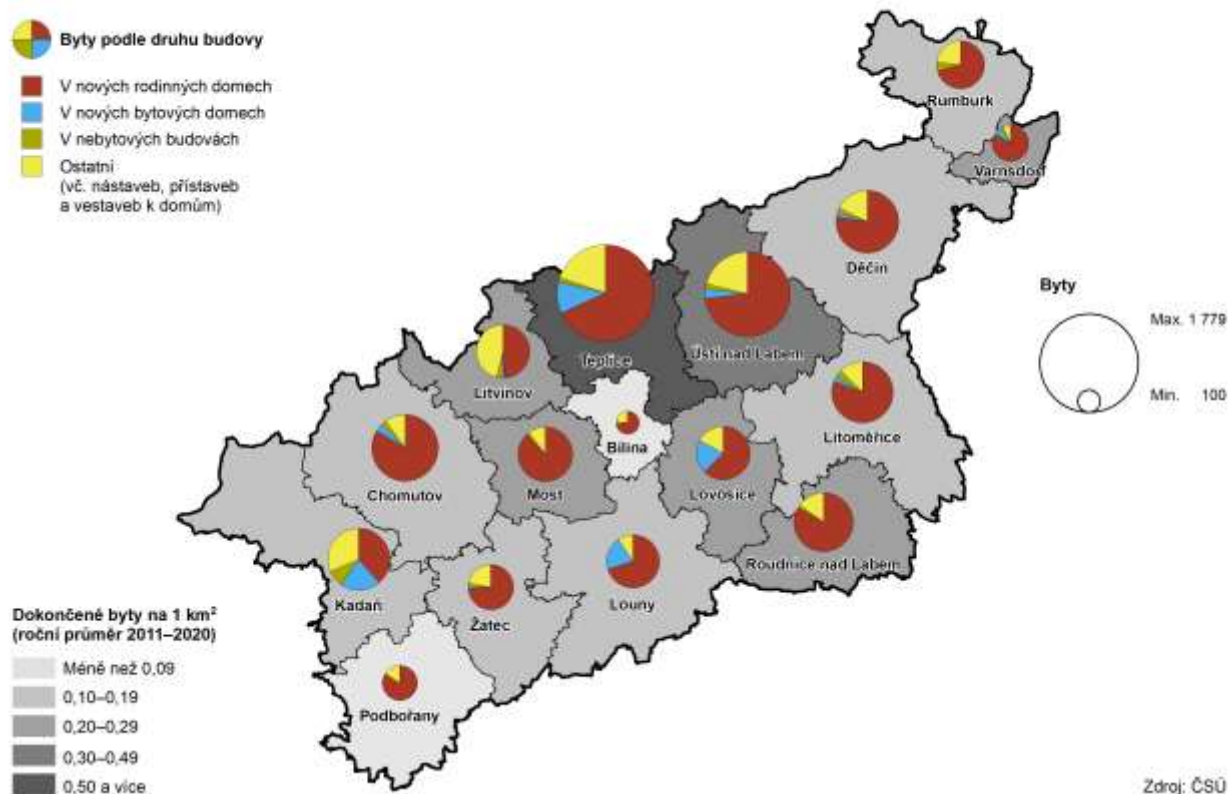 Byty podle druhu budovy
V nových rodinných domech
V nových bytových domech
V nebytových budovách
Ostatní
(vč. nástaveb, přístaveb
a vestaveb k domům)
Rumburk
Varnsdorf
Děčín
Byty
Max. 1 779
Min. 100
Teplice
Ústí nad Labem
Litvínov
Litoměřice
Bílina
Chomutov
Most
Lovosice
Roudnice nad Labem
Kadaň
Žatec
Louny
Podbořany
Dokončené byty na 1 km²
(roční průměr 2011–2020)
Méně než 0,09
0,10–0,19
0,20–0,29
0,30–0,49
0,50 a více
Zdroj: ČSÚ